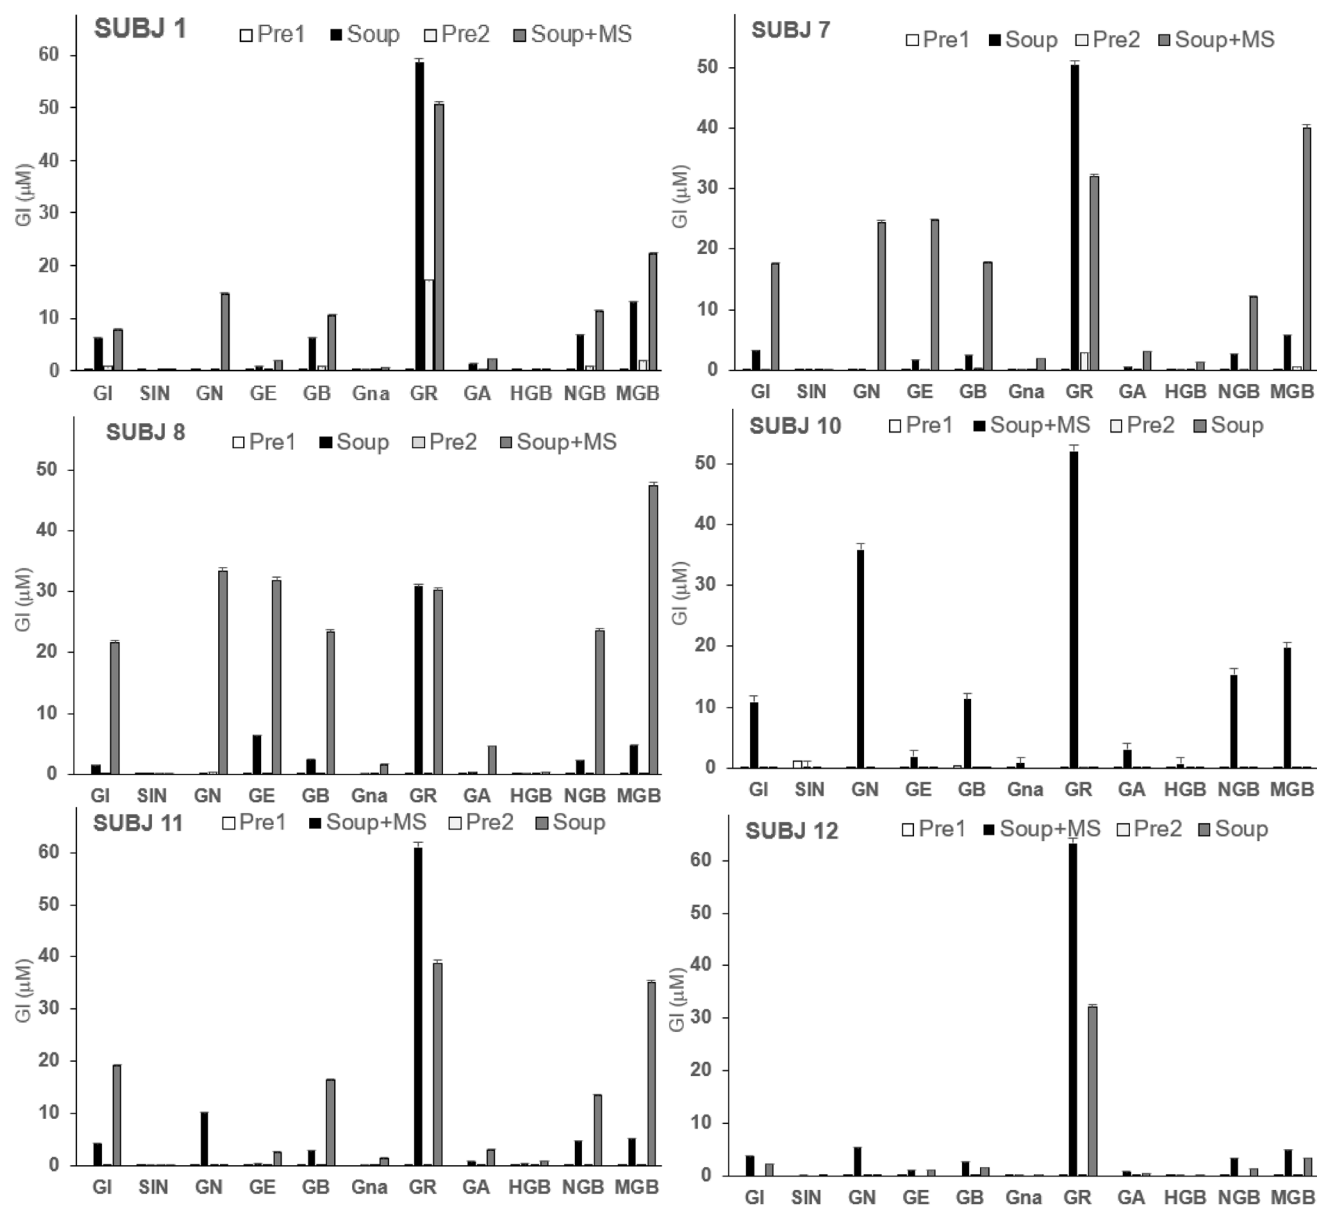 SUBJ 1
Pre1 Soup Pre2 Soup+MS
60
50
40
30
20
10
0
GI (µM)
GI SIN GN GE GB Gna GR GA HGB NGB MGB
SUBJ 7
Pre1 Soup Pre2 Soup+MS
50
40
30
20
10
0
GI (µM)
GI SIN GN GE GB Gna GR GA HGB NGB MGB
SUBJ 8
Pre1 Soup Pre2 Soup+MS
50
40
30
20
10
0
GI (µM)
GI SIN GN GE GB Gna GR GA HGB NGB MGB
SUBJ 10
Pre1 Soup+MS Pre2 Soup
50
40
30
20
10
0
GI (µM)
GI SIN GN GE GB Gna GR GA HGB NGB MGB
SUBJ 11
Pre1 Soup+MS Pre2 Soup
60
50
40
30
20
10
0
GI (µM)
GI SIN GN GE GB Gna GR GA HGB NGB MGB
SUBJ 12
Pre1 Soup+MS Pre2 Soup
60
50
40
30
20
10
0
GI (µM)
GI SIN GN GE GB Gna GR GA HGB NGB MGB